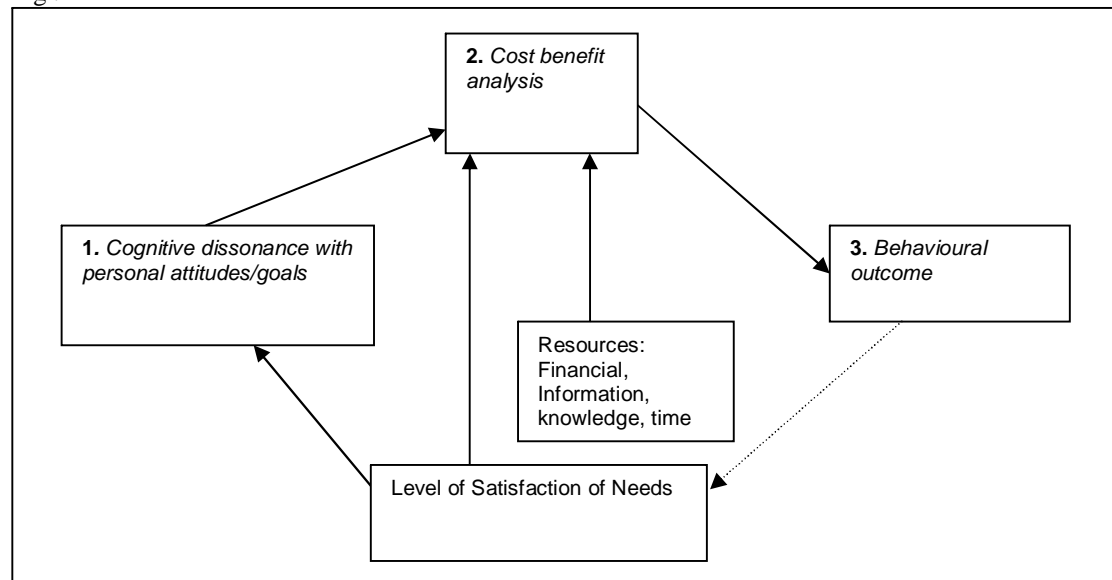 2. Cost benefit
analysis
1. Cognitive dissonance with
personal attitudes/goals
3. Behavioural
outcome
Resources:
Financial,
Information,
knowledge, time
Level of Satisfaction of Needs